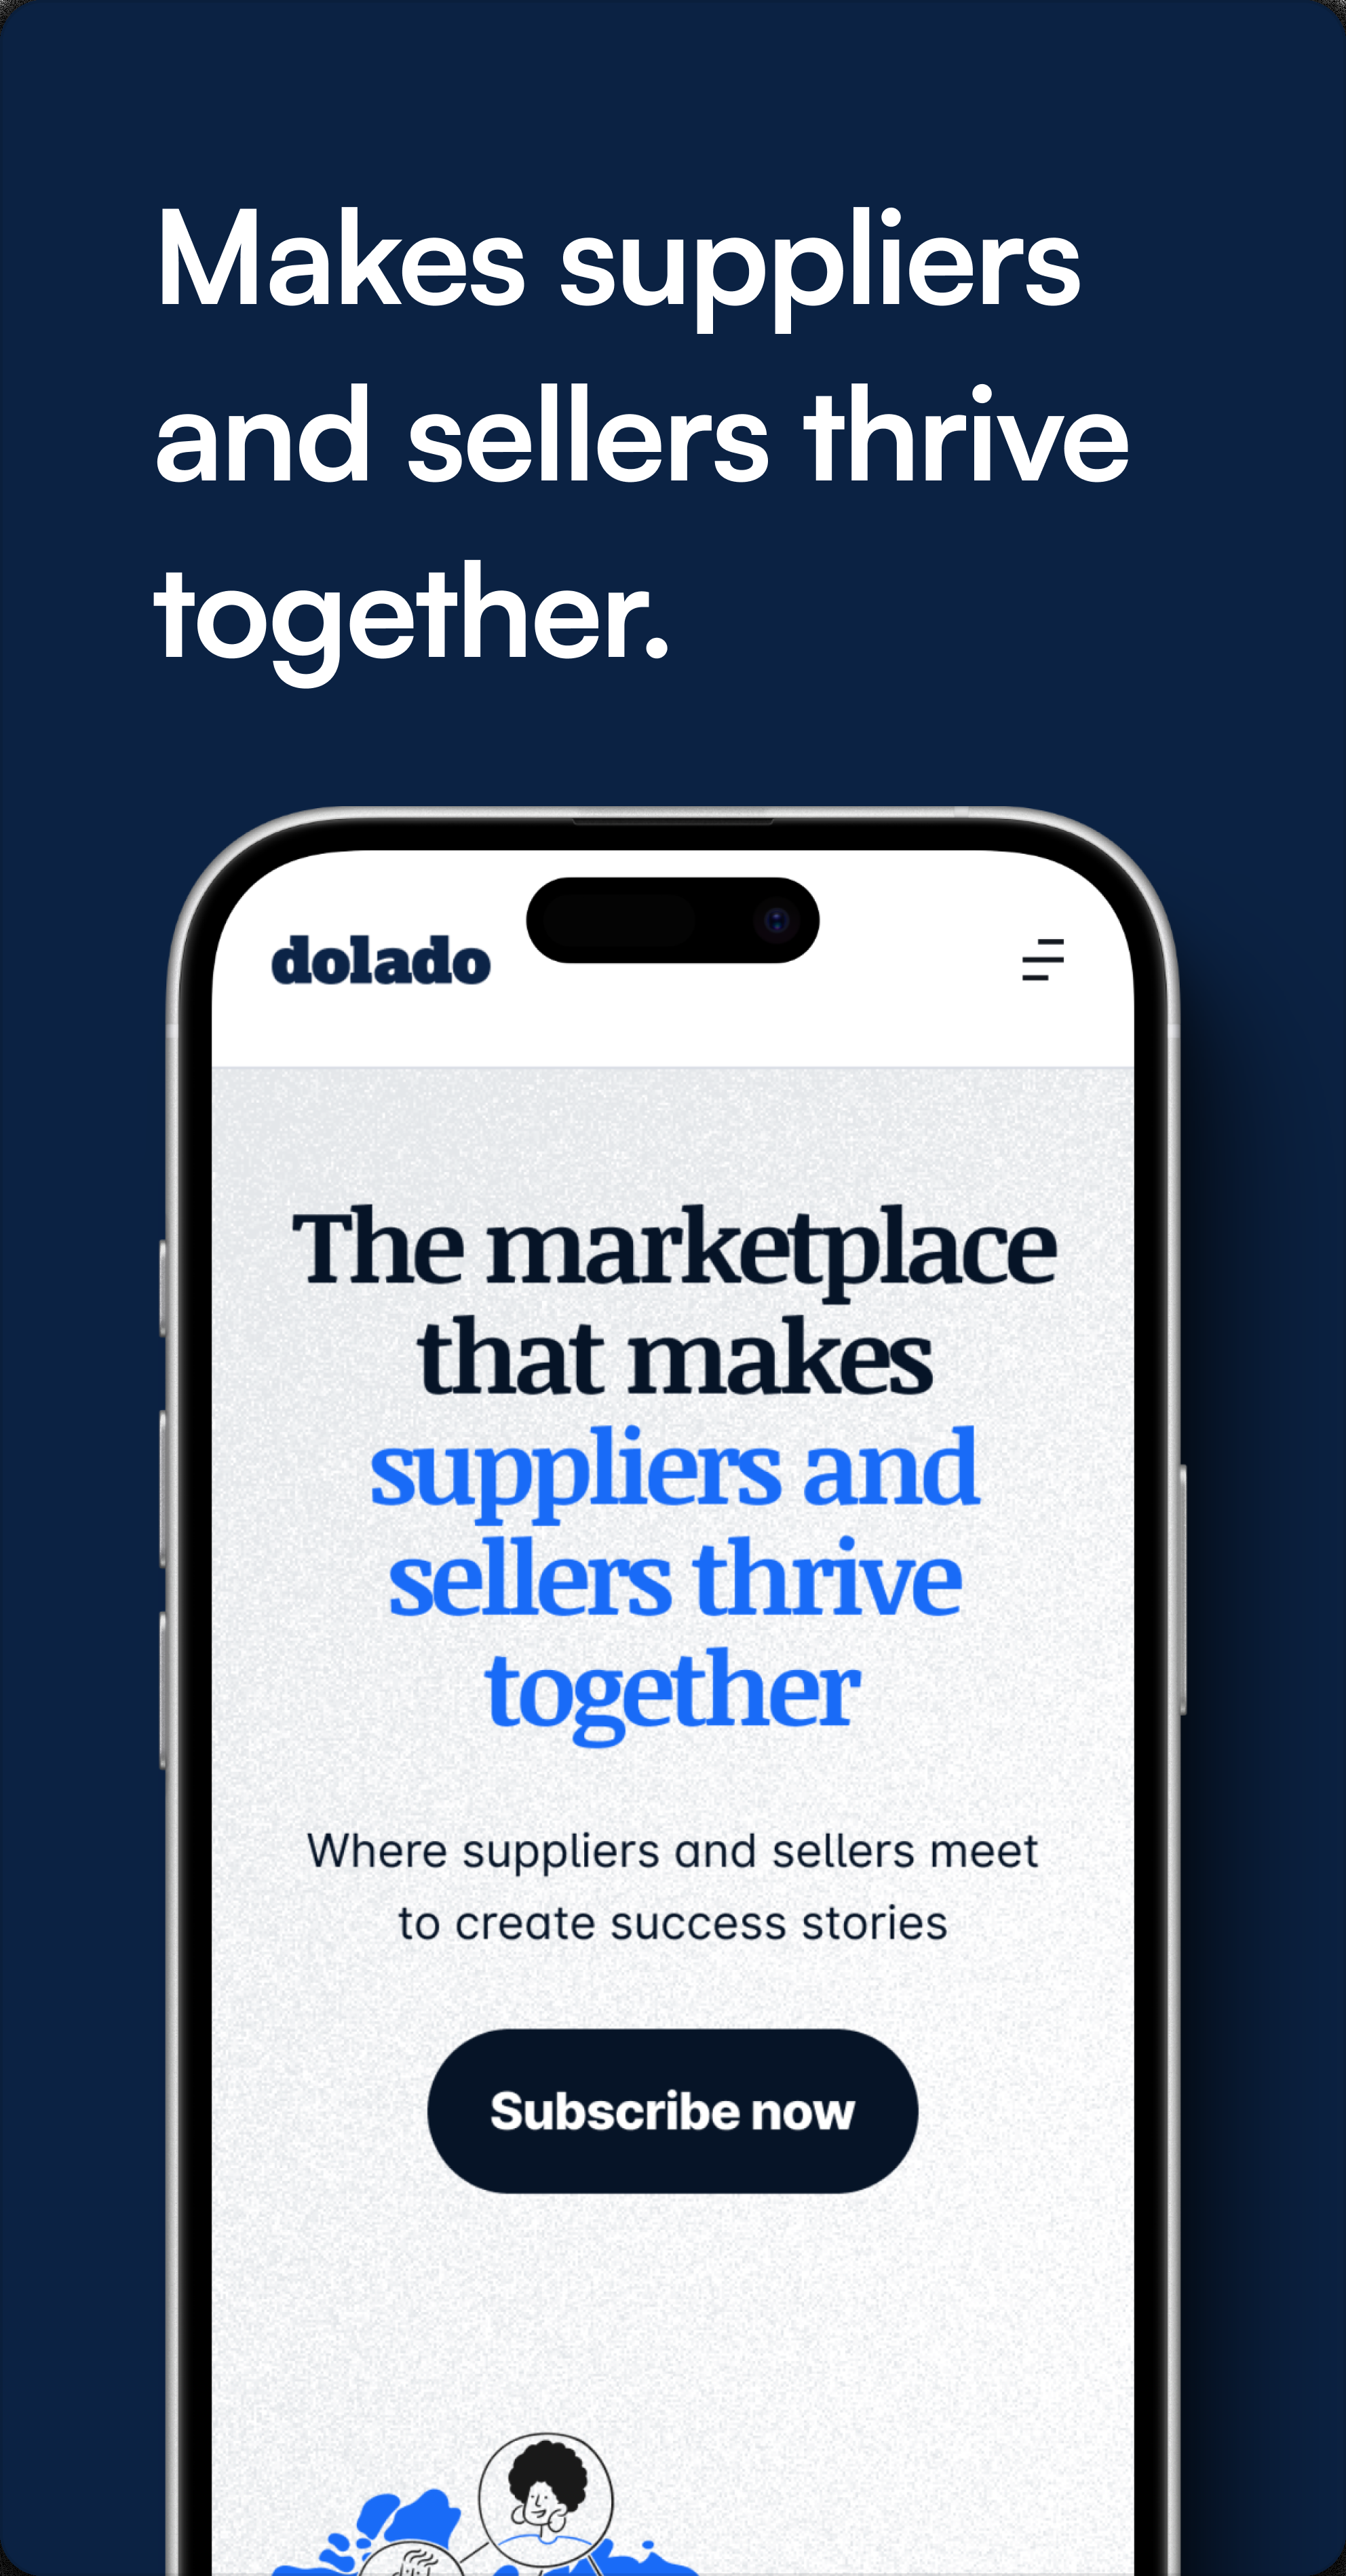 Makes suppliers
and sellers thrive
together.
dolado
The marketplace
that makes
suppliers and
sellers thrive
together
Where suppliers and sellers meet
to create success stories
Subscribe now